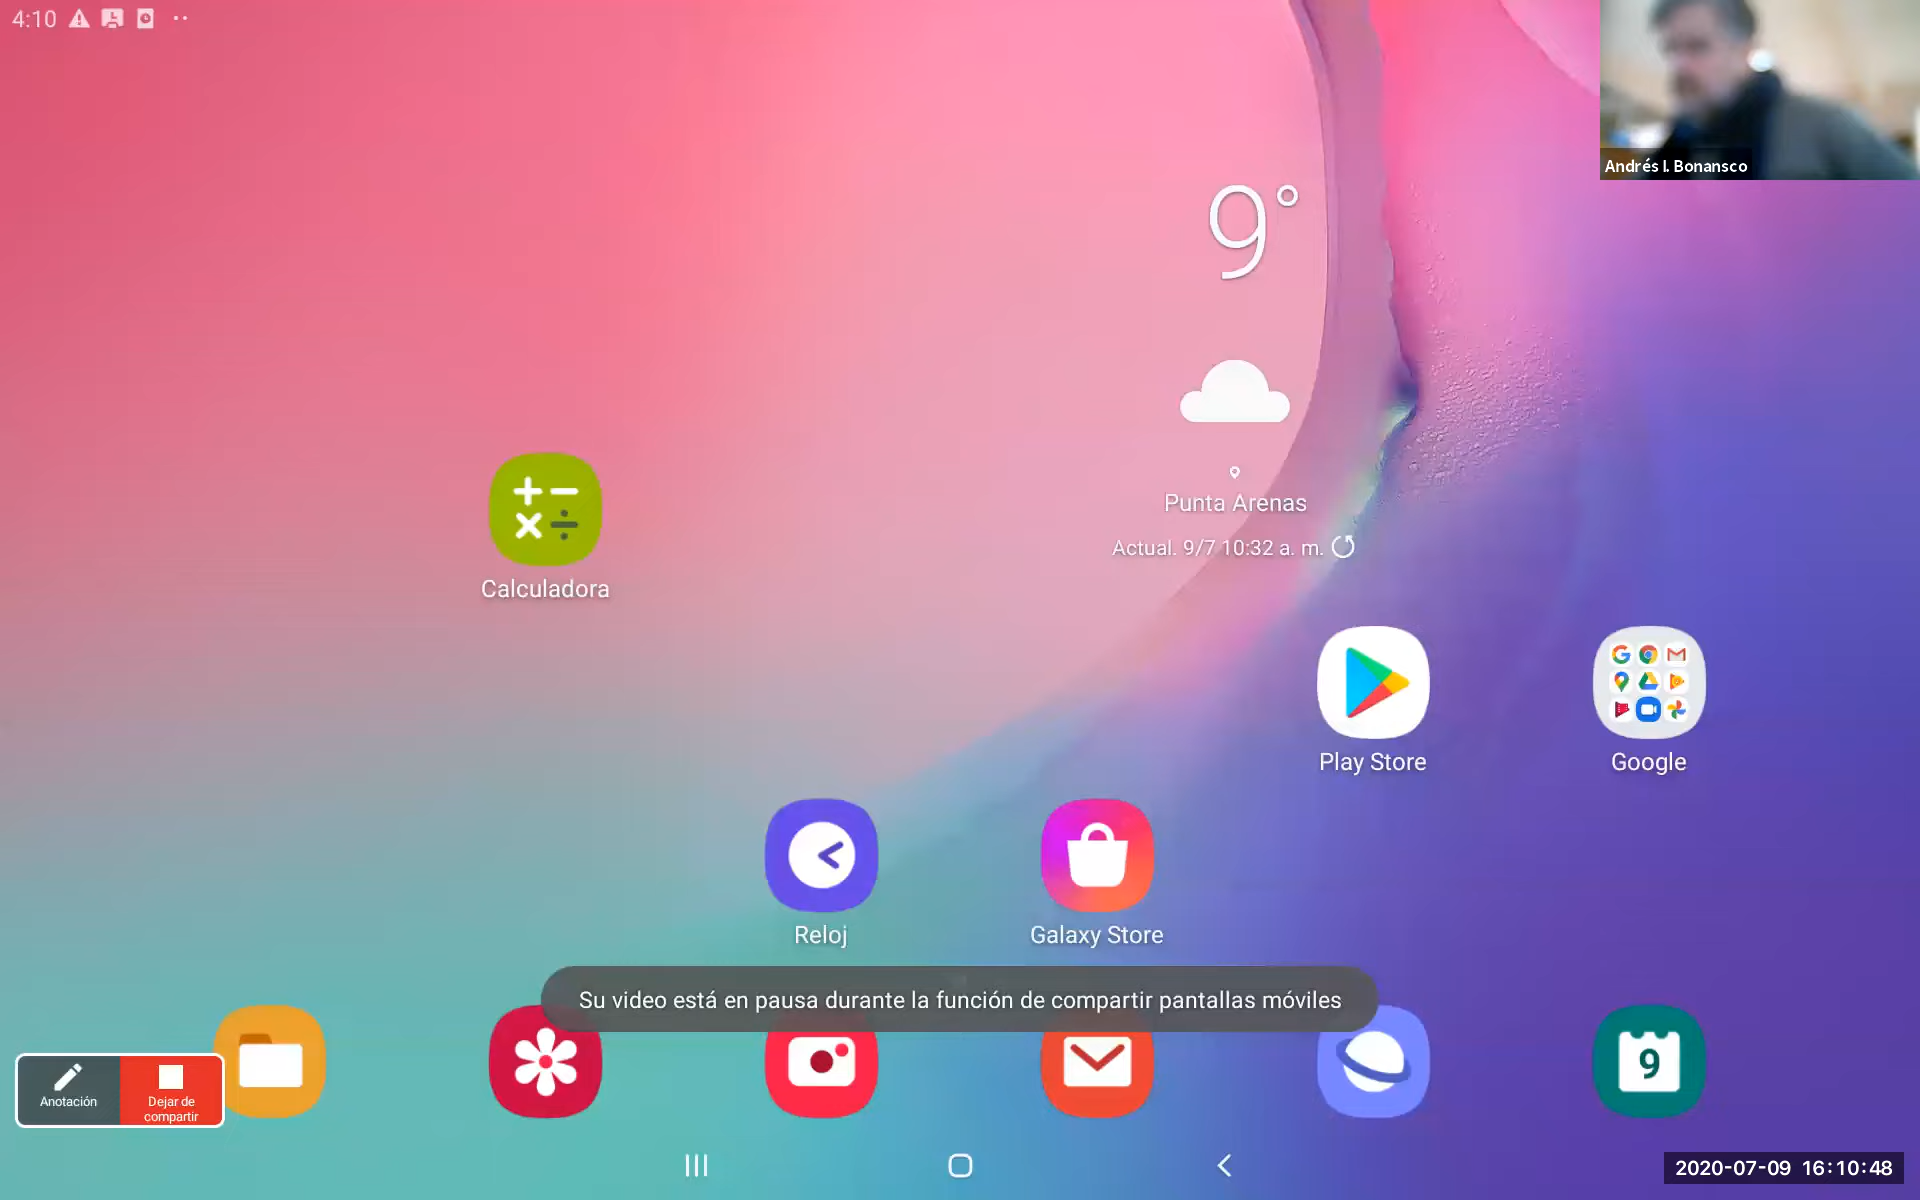 4:10
Andrés I. Bonansco
9°
Punta Arenas
Actual. 9/7 10:32 a. m.
Calculadora
Play Store
Google
Reloj
Galaxy Store
Su video está en pausa durante la función de compartir pantallas móviles
9
Anotación
Dejar de
compartir
2020-07-09 16:10:48